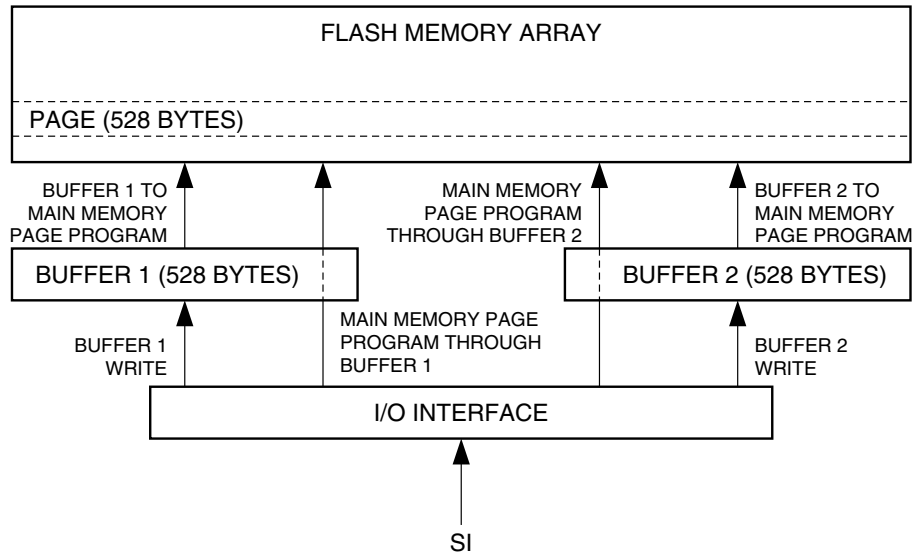 FLASH MEMORY ARRAY
PAGE (528 BYTES)
BUFFER 1 TO
MAIN MEMORY
PAGE PROGRAM
MAIN MEMORY
PAGE PROGRAM
THROUGH BUFFER 2
BUFFER 2 TO
MAIN MEMORY
PAGE PROGRAM
BUFFER 1 (528 BYTES)
BUFFER 2 (528 BYTES)
BUFFER 1
WRITE
MAIN MEMORY PAGE
PROGRAM THROUGH
BUFFER 1
BUFFER 2
WRITE
I/O INTERFACE
SI